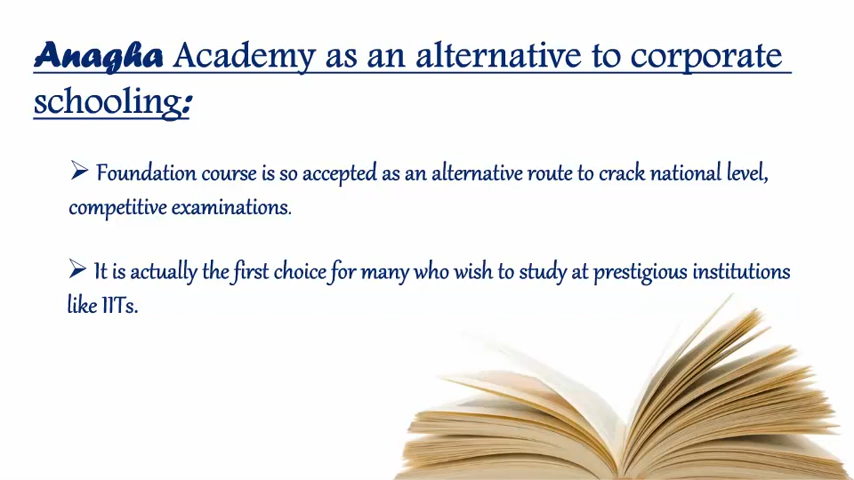 Anagha Academy as an alternative to corporate
schooling:
➢ Foundation course is so accepted as an alternative route to crack national level,
competitive examinations.
➢ It is actually the first choice for many who wish to study at prestigious institutions
like IITs.